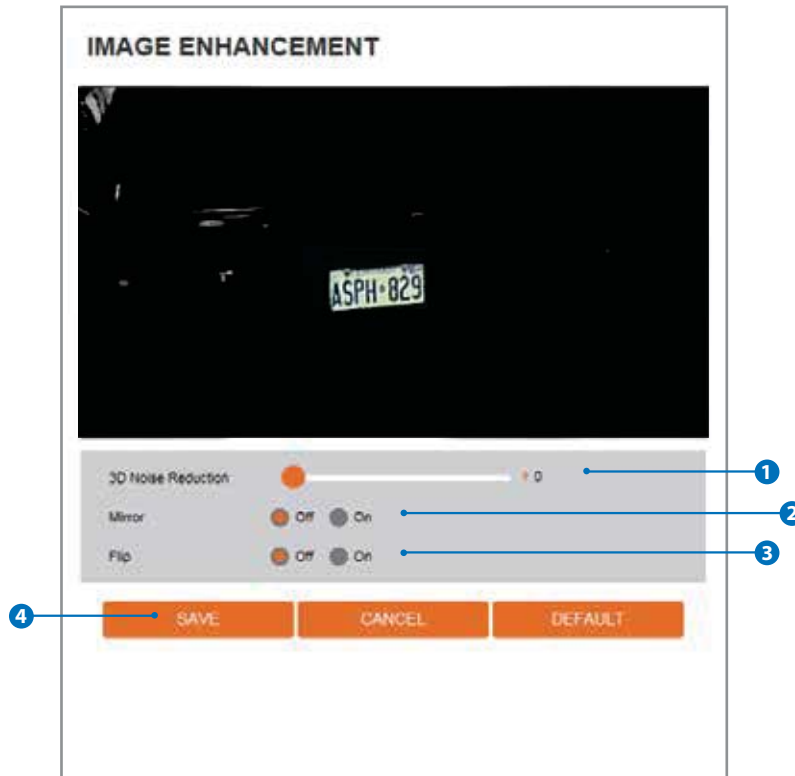 IMAGE ENHANCEMENT
ASPH 829
3D Noise Reduction 0 1
Mirror Off On 2
Flip Off On 3
4 SAVE CANCEL DEFAULT